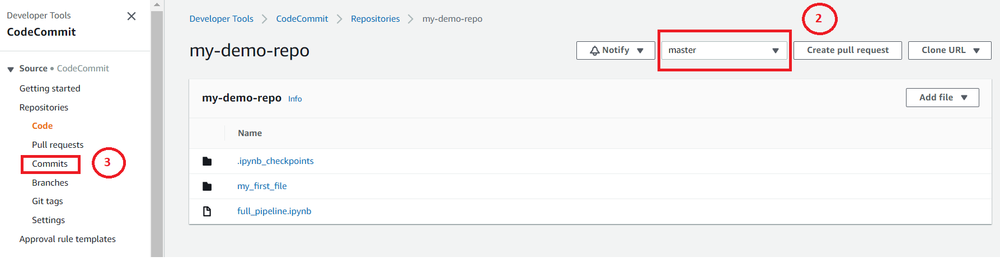 Developer Tools
CodeCommit
Source • CodeCommit
Getting started
Repositories
Code
Pull requests
Commits
3
Branches
Git tags
Settings
Approval rule templates
Developer Tools > CodeCommit > Repositories > my-demo-repo
2
my-demo-repo
Notify
master
Create pull request
Clone URL
my-demo-repo Info
Add file
Name
.ipynb_checkpoints
my_first_file
full_pipeline.ipynb